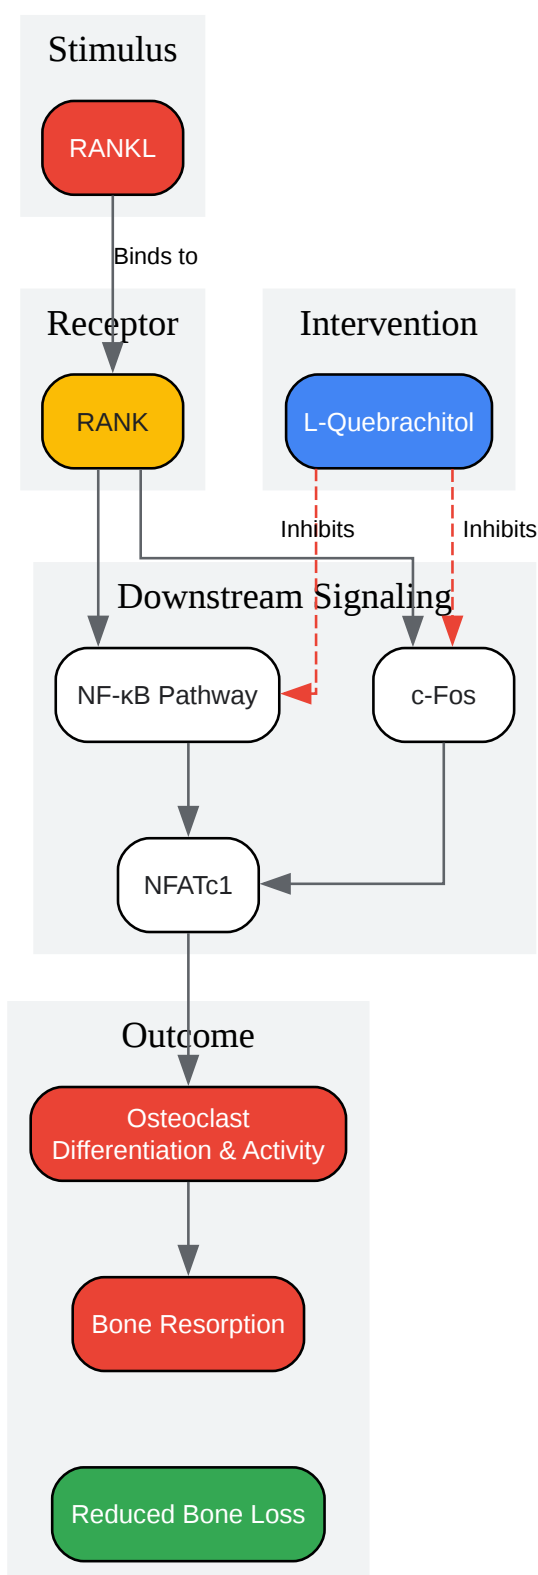 Stimulus
RANKL
Binds to
Receptor
Intervention
RANK
L-Quebrachitol
Inhibits
Inhibits
Downstream Signaling
NF-κB Pathway
c-Fos
NFATc1
Outcome
Osteoclast
Differentiation & Activity
Bone Resorption
Reduced Bone Loss